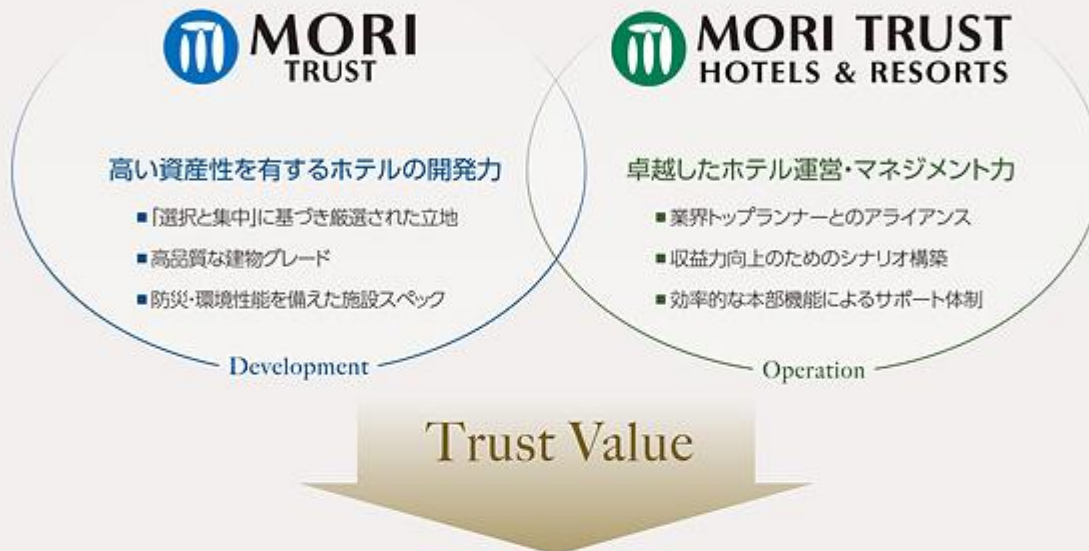 MORI
TRUST
高い資産性を有するホテルの開発力
■「選択と集中」に基づき厳選された立地
■高品質な建物グレード
■防災・環境性能を備えた施設スペック
Development
MORI TRUST
HOTELS & RESORTS
卓越したホテル運営・マネジメント力
■業界トップランナーとのアライアンス
■収益力向上のためのシナリオ構築
■効率的な本部機能によるサポート体制
Operation
Trust Value